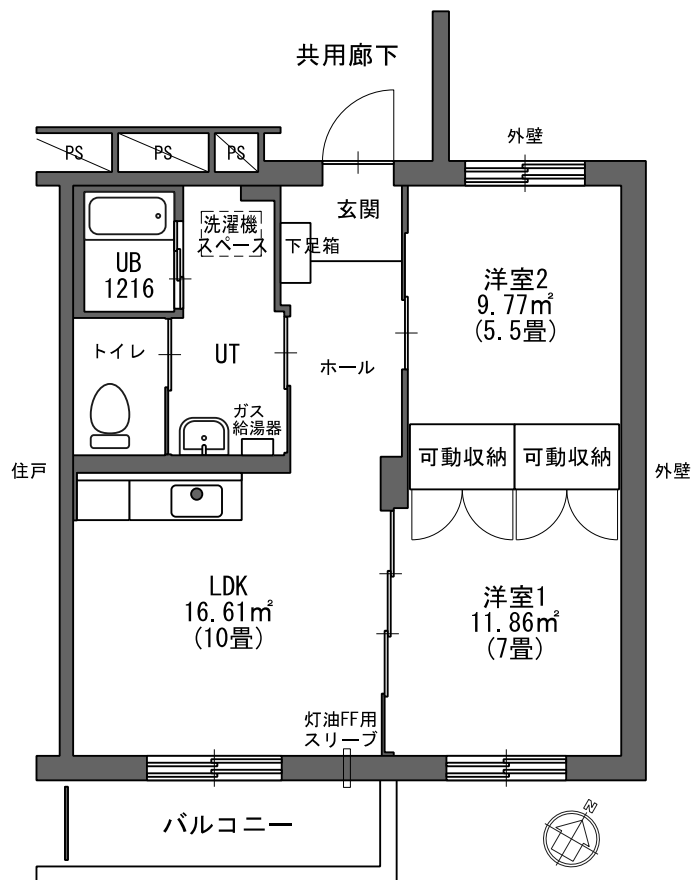 共用廊下
外壁
PS
PS
PS
玄関
洗濯機
スペース
下足箱
UB
1216
洋室2
9.77㎡
(5.5畳)
トイレ
UT
ホール
ガス
給湯器
可動収納
可動収納
住戸
外壁
LDK
16.61㎡
(10畳)
洋室1
11.86㎡
(7畳)
灯油FF用
スリーブ
バルコニー
N